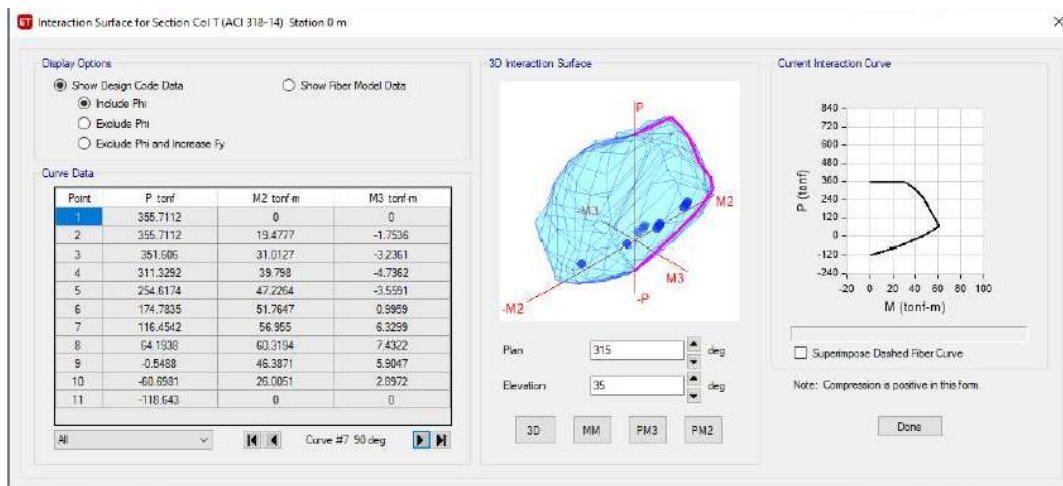 Interaction Surface for Section Col T (ACI 318-14) Station 0 m
Display Options
Show Design Code Data
Show Fiber Model Data
Include Phi
Exclude Phi
Exclude Phi and Increase Fy
Curve Data
Point P tonf M2 tonf-m M3 tonf-m
1 355.7112 0 0
2 355.7112 19.4777 -1.7536
3 351.606 31.0127 -3.2361
4 311.3292 39.798 -4.7362
5 254.6174 47.2264 -3.5591
6 174.7835 51.7647 0.9959
7 116.4542 56.955 6.3299
8 64.1938 60.3194 7.4322
9 -0.5488 46.3871 5.9047
10 -60.6981 26.0051 2.8972
11 -118.643 0 0
All
Curve #7 90 deg
3D Interaction Surface
P
M2
-M3
M3
-M2
-P
Plan 315 deg
Elevation 35 deg
3D MM PM3 PM2
Current Interaction Curve
840
720
600
480
360
240
120
0
-120
-240
P (tonf)
-20 0 20 40 60 80 100
M (tonf-m)
Superimpose Dashed Fiber Curve
Note: Compression is positive in this form
Done